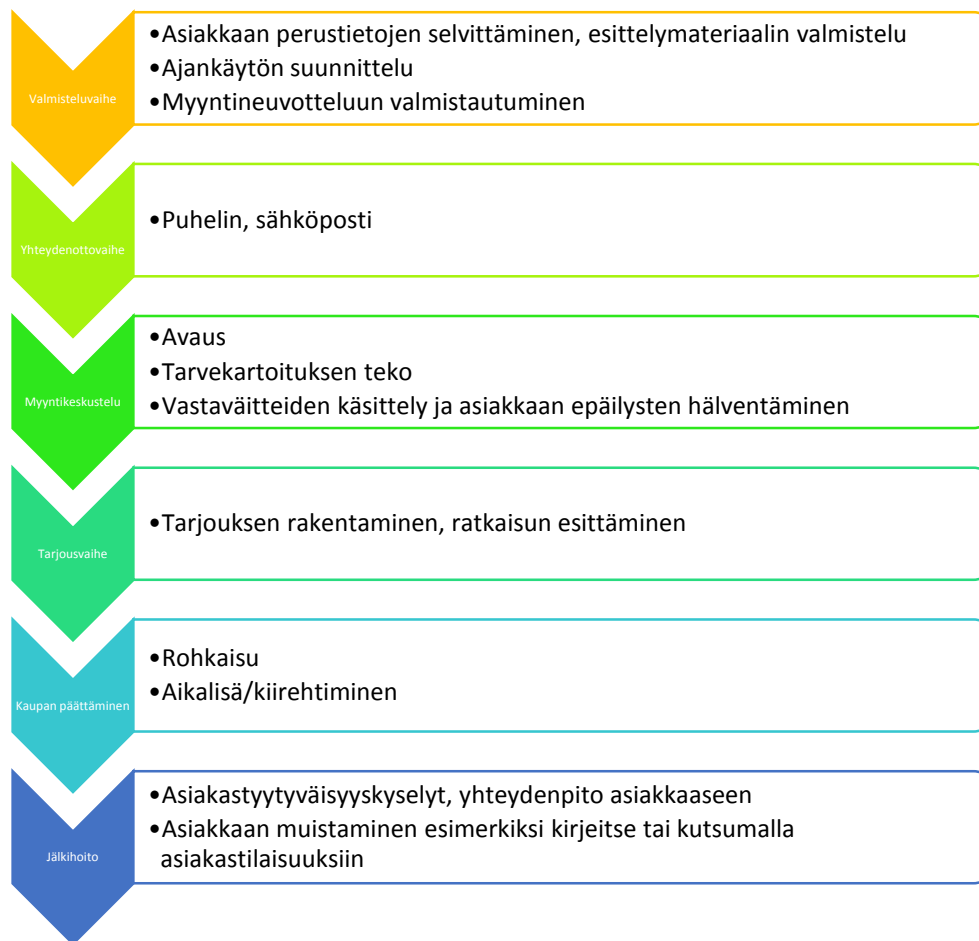 Valmisteluvaihe
•Asiakkaan perustietojen selvittäminen, esittelymateriaalin valmistelu
•Ajankäytön suunnittelu
•Myyntineuvotteluun valmistautuminen
Yhteydenottovaihe
•Puhelin, sähköposti
Myyntikeskustelu
•Avaus
•Tarvekartoituksen teko
•Vastaväitteiden käsittely ja asiakkaan epäilysten hälventäminen
Tarjousvaihe
•Tarjouksen rakentaminen, ratkaisun esittäminen
Kaupan päättäminen
•Rohkaisu
•Aikalisä/kiirehtiminen
Jälkihoito
•Asiakastyytyväisyyskyselyt, yhteydenpito asiakkaaseen
•Asiakkaan muistaminen esimerkiksi kirjeitse tai kutsumalla
asiakastilaisuuksiin